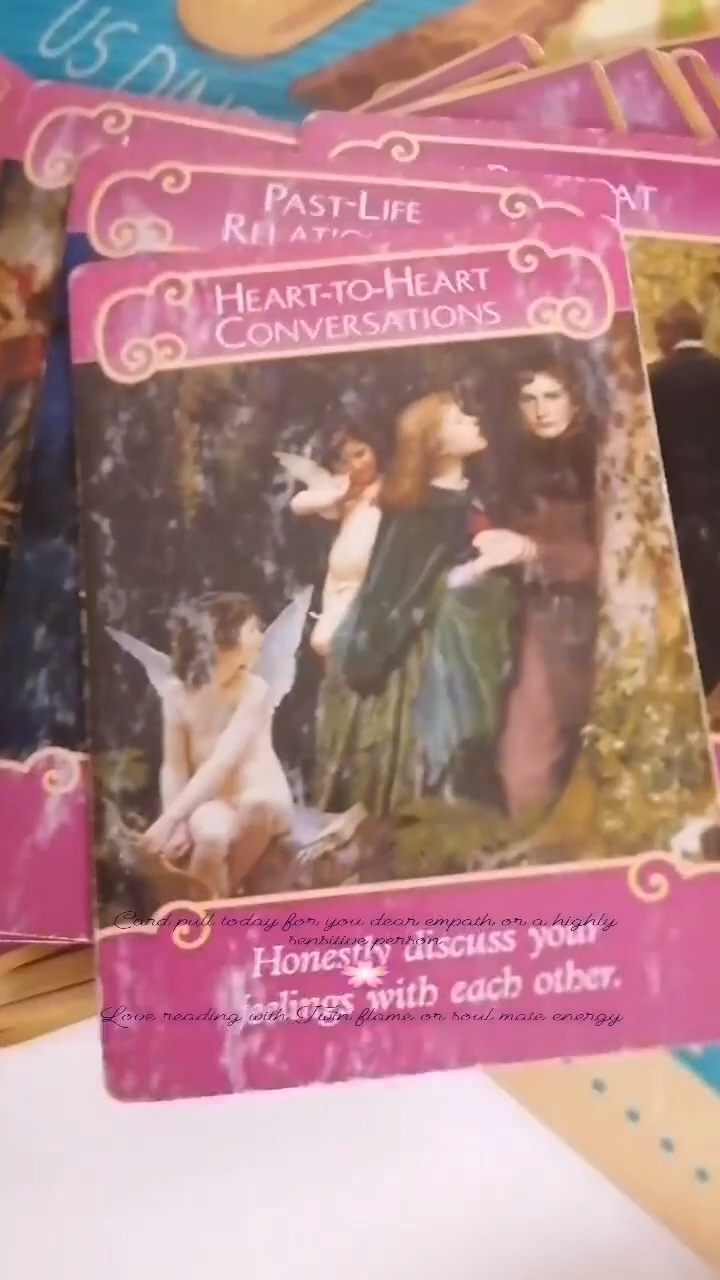 US
PAST-LIFE
HEART-TO-HEART
CONVERSATIONS
Card pull today for you dear empath or a highly
sensitive person
Honestly discuss your
feelings with each other.
Love reading with Twin flame or soul mate energy